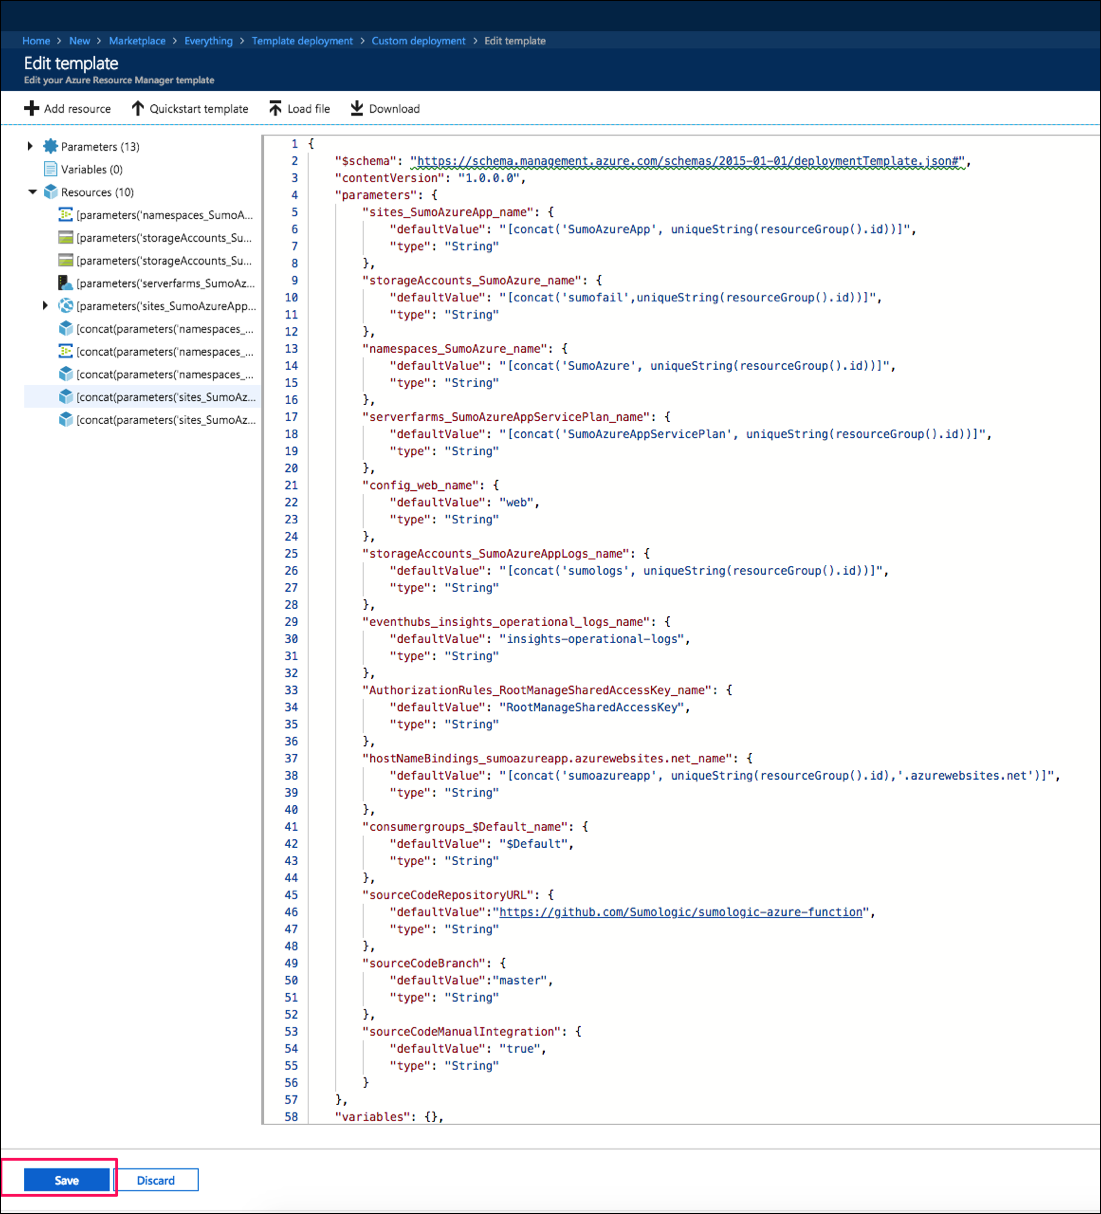 Home > New > Marketplace > Everything > Template deployment > Custom deployment > Edit template
Edit template
Edit your Azure Resource Manager template
Add resource Quickstart template Load file Download
Parameters (13)
Variables (0)
Resources (10)
[parameters('namespaces_SumoA...
[parameters('storageAccounts_Su...
[parameters('storageAccounts_Su...
[parameters('serverfarms_SumoAz...
[parameters('sites_SumoAzureApp...
[concat(parameters('namespaces_...
[concat(parameters('namespaces_...
[concat(parameters('namespaces_...
[concat(parameters('sites_SumoAz...
[concat(parameters('sites_SumoAz...
1 {
2 "$schema": "https://schema.management.azure.com/schemas/2015-01-01/deploymentTemplate.json#",
3 "contentVersion": "1.0.0.0",
4 "parameters": {
5 "sites_SumoAzureApp_name": {
6 "defaultValue": "[concat('SumoAzureApp', uniqueString(resourceGroup().id))]",
7 "type": "String"
8 },
9 "storageAccounts_SumoAzure_name": {
10 "defaultValue": "[concat('sumofail',uniqueString(resourceGroup().id))]",
11 "type": "String"
12 },
13 "namespaces_SumoAzure_name": {
14 "defaultValue": "[concat('SumoAzure', uniqueString(resourceGroup().id))]",
15 "type": "String"
16 },
17 "serverfarms_SumoAzureAppServicePlan_name": {
18 "defaultValue": "[concat('SumoAzureAppServicePlan', uniqueString(resourceGroup().id))]",
19 "type": "String"
20 },
21 "config_web_name": {
22 "defaultValue": "web",
23 "type": "String"
24 },
25 "storageAccounts_SumoAzureAppLogs_name": {
26 "defaultValue": "[concat('sumologs', uniqueString(resourceGroup().id))]",
27 "type": "String"
28 },
29 "eventhubs_insights_operational_logs_name": {
30 "defaultValue": "insights-operational-logs",
31 "type": "String"
32 },
33 "AuthorizationRules_RootManageSharedAccessKey_name": {
34 "defaultValue": "RootManageSharedAccessKey",
35 "type": "String"
36 },
37 "hostNameBindings_sumoazureapp.azurewebsites.net_name": {
38 "defaultValue": "[concat('sumoazureapp', uniqueString(resourceGroup().id),'.azurewebsites.net')]",
39 "type": "String"
40 },
41 "consumergroups_$Default_name": {
42 "defaultValue": "$Default",
43 "type": "String"
44 },
45 "sourceCodeRepositoryURL": {
46 "defaultValue":"https://github.com/Sumologic/sumologic-azure-function",
47 "type": "String"
48 },
49 "sourceCodeBranch": {
50 "defaultValue":"master",
51 "type": "String"
52 },
53 "sourceCodeManualIntegration": {
54 "defaultValue": "true",
55 "type": "String"
56 }
57 },
58 "variables": {},
Save Discard